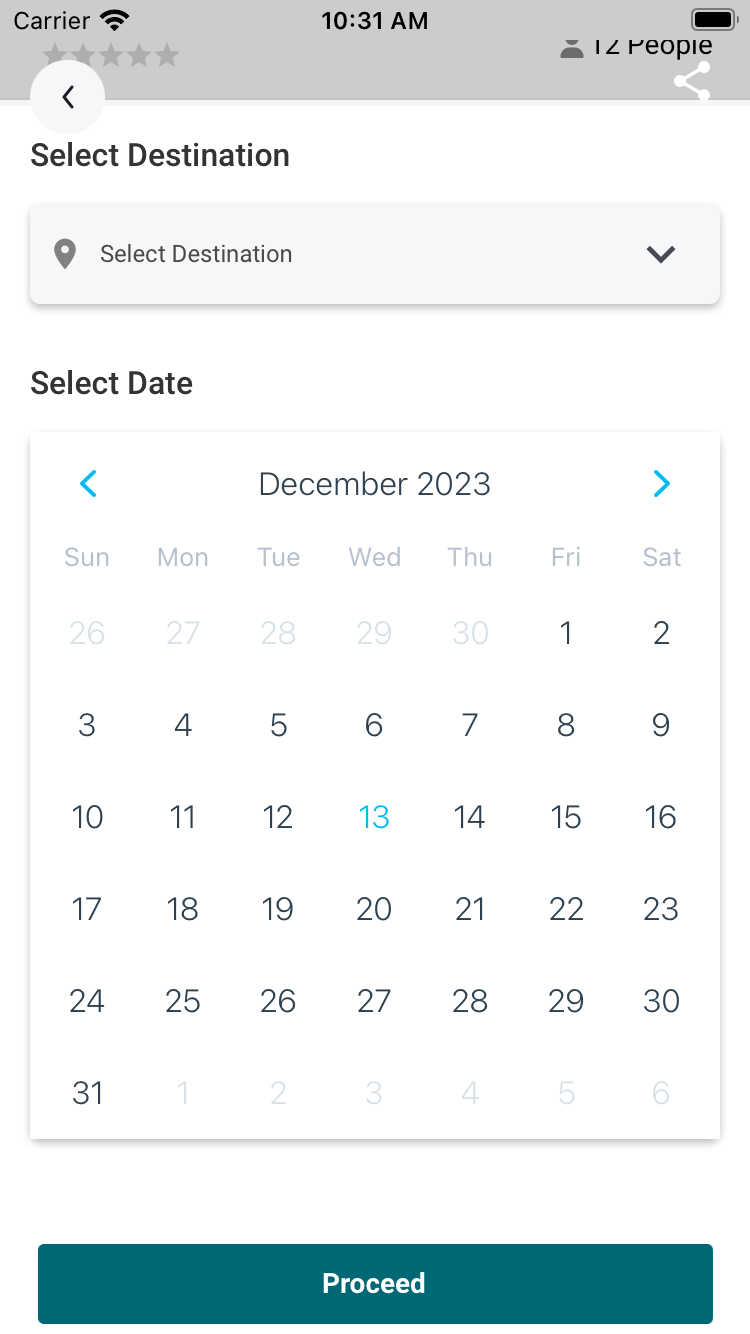 Carrier 10:31 AM
12 People
Select Destination
Select Destination
Select Date
December 2023
Sun Mon Tue Wed Thu Fri Sat
26 27 28 29 30 1 2
3 4 5 6 7 8 9
10 11 12 13 14 15 16
17 18 19 20 21 22 23
24 25 26 27 28 29 30
31 1 2 3 4 5 6
Proceed